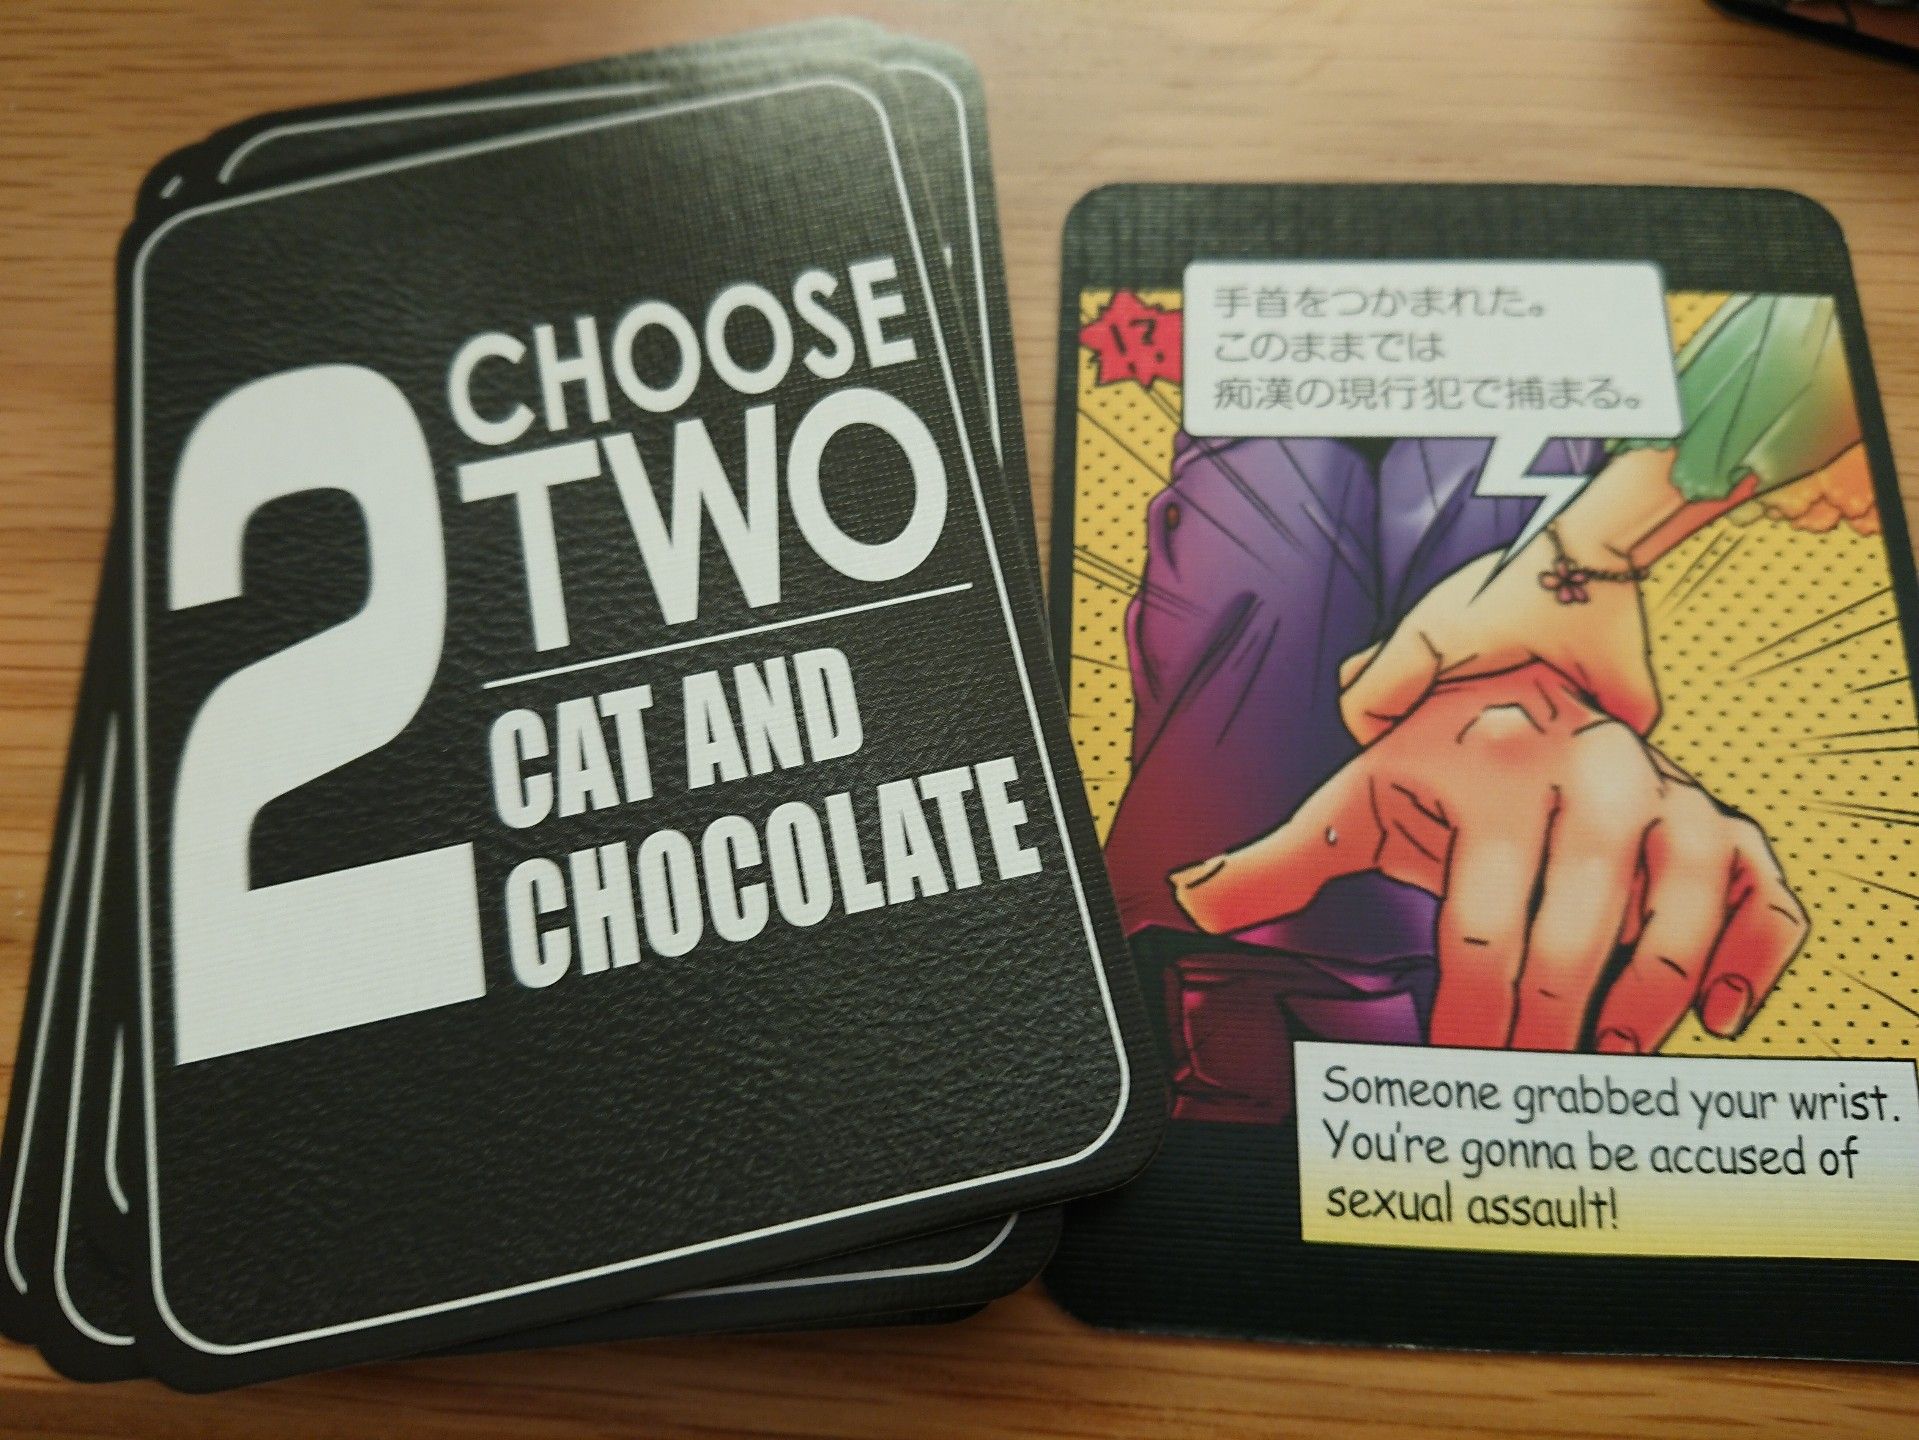 2
CHOOSE
TWO
CAT AND
CHOCOLATE
!?
手首をつかまれた。
このままでは
痴漢の現行犯で捕まる。
Someone grabbed your wrist.
You're gonna be accused of
sexual assault!